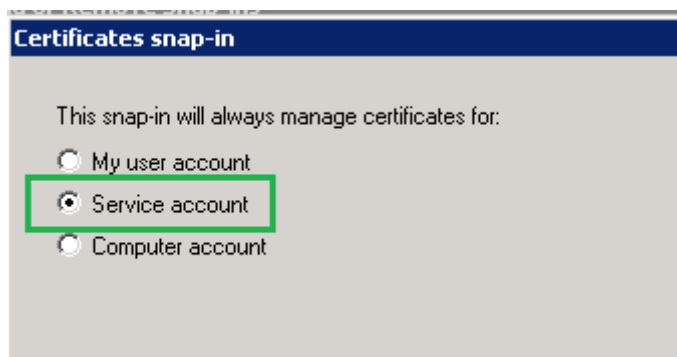 Certificates snap-in
This snap-in will always manage certificates for:
My user account
Service account
Computer account